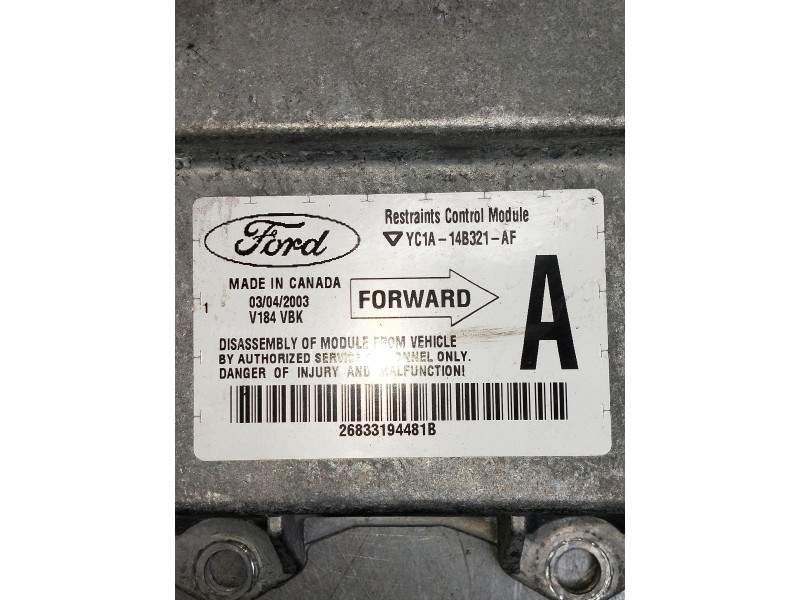 Ford
Restraints Control Module
YC1A-14B321-AF
MADE IN CANADA
03/04/2003
V184 VBK
1
FORWARD
A
DISASSEMBLY OF MODULE FROM VEHICLE
BY AUTHORIZED SERVICE PERSONNEL ONLY.
DANGER OF INJURY AND MALFUNCTION!
26833194481B